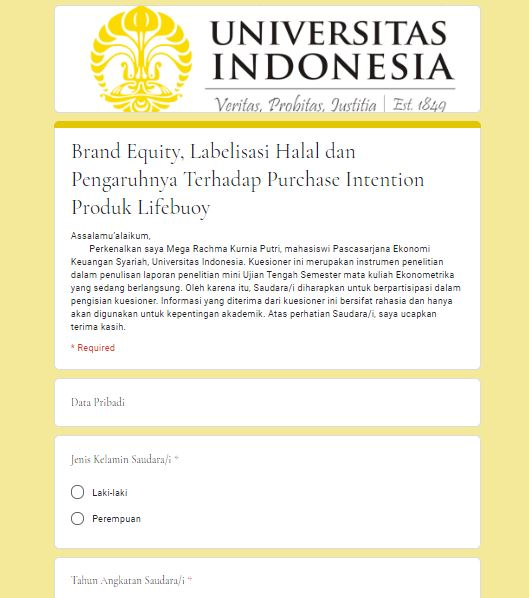 UNIVERSITAS
INDONESIA
Veritas, Probitas, Iustitia | Est. 1849
Brand Equity, Labelisasi Halal dan
Pengaruhnya Terhadap Purchase Intention
Produk Lifebuoy
Assalamu'alaikum,
Perkenalkan saya Mega Rachma Kurnia Putri, mahasiswi Pascasarjana Ekonomi
Keuangan Syariah, Universitas Indonesia. Kuesioner ini merupakan instrumen penelitian
dalam penulisan laporan penelitian mini Ujian Tengah Semester mata kuliah Ekonometrika
yang sedang berlangsung. Oleh karena itu, Saudara/i diharapkan untuk berpartisipasi dalam
pengisian kuesioner. Informasi yang diterima dari kuesioner ini bersifat rahasia dan hanya
akan digunakan untuk kepentingan akademik. Atas perhatian Saudara/i, saya ucapkan
terima kasih.
* Required
Data Pribadi
Jenis Kelamin Saudara/i *
Laki-laki
Perempuan
Tahun Angkatan Saudara/i *